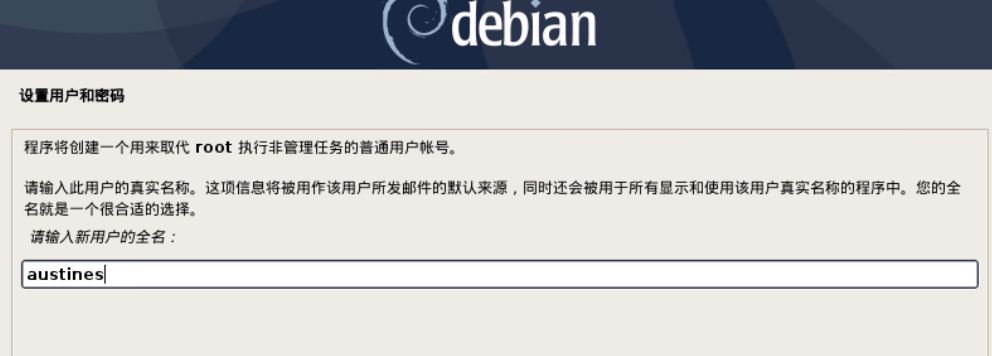 debian
设置用户和密码
程序将创建一个用来取代 root 执行非管理任务的普通用户帐号。
请输入此用户的真实名称。这项信息将被用作该用户所发邮件的默认来源，同时还会被用于所有显示和使用该用户真实名称的程序中。您的全
名就是一个很合适的选择。
请输入新用户的全名：
austines